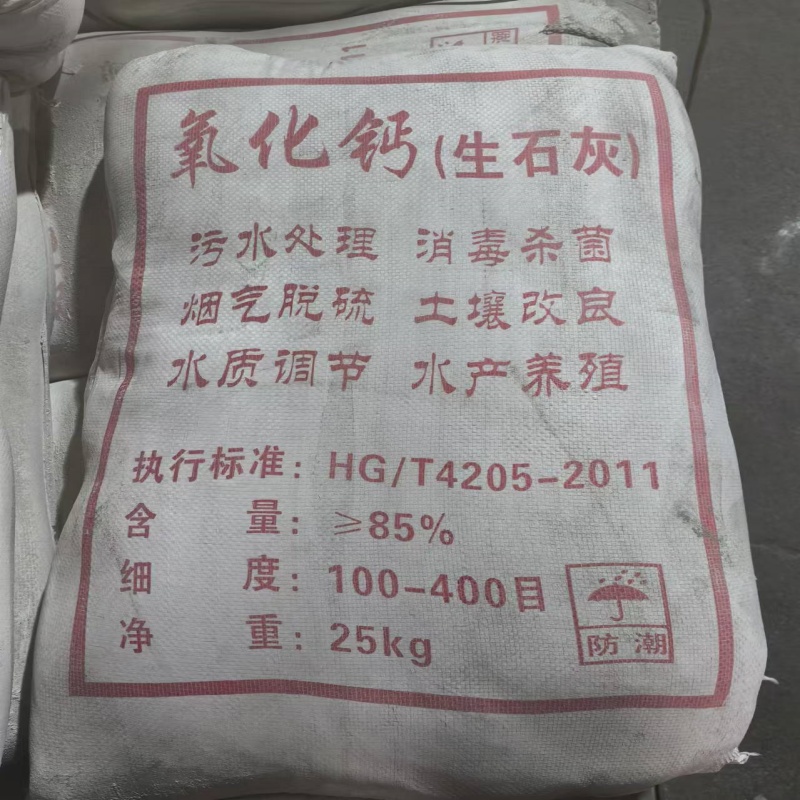 氧化钙(生石灰)
污水处理 消毒杀菌
烟气脱硫 土壤改良
水质调节 水产养殖
执行标准: HG/T4205-2011
含 量: ≥85%
细 度: 100-400目
净 重: 25kg
防 潮
011